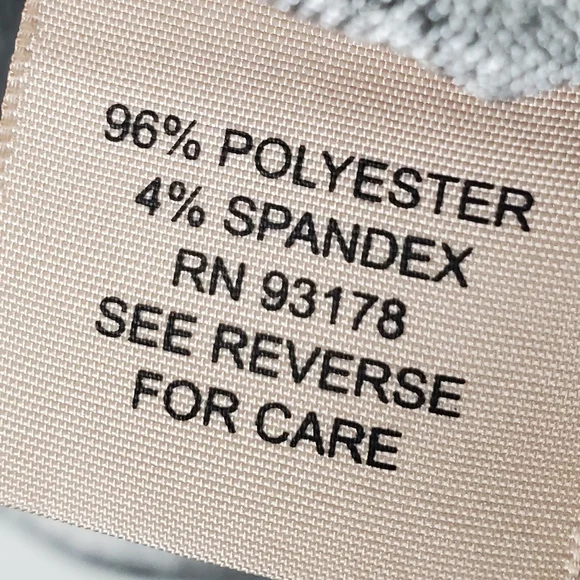 96% POLYESTER
4% SPANDEX
RN 93178
SEE REVERSE
FOR CARE